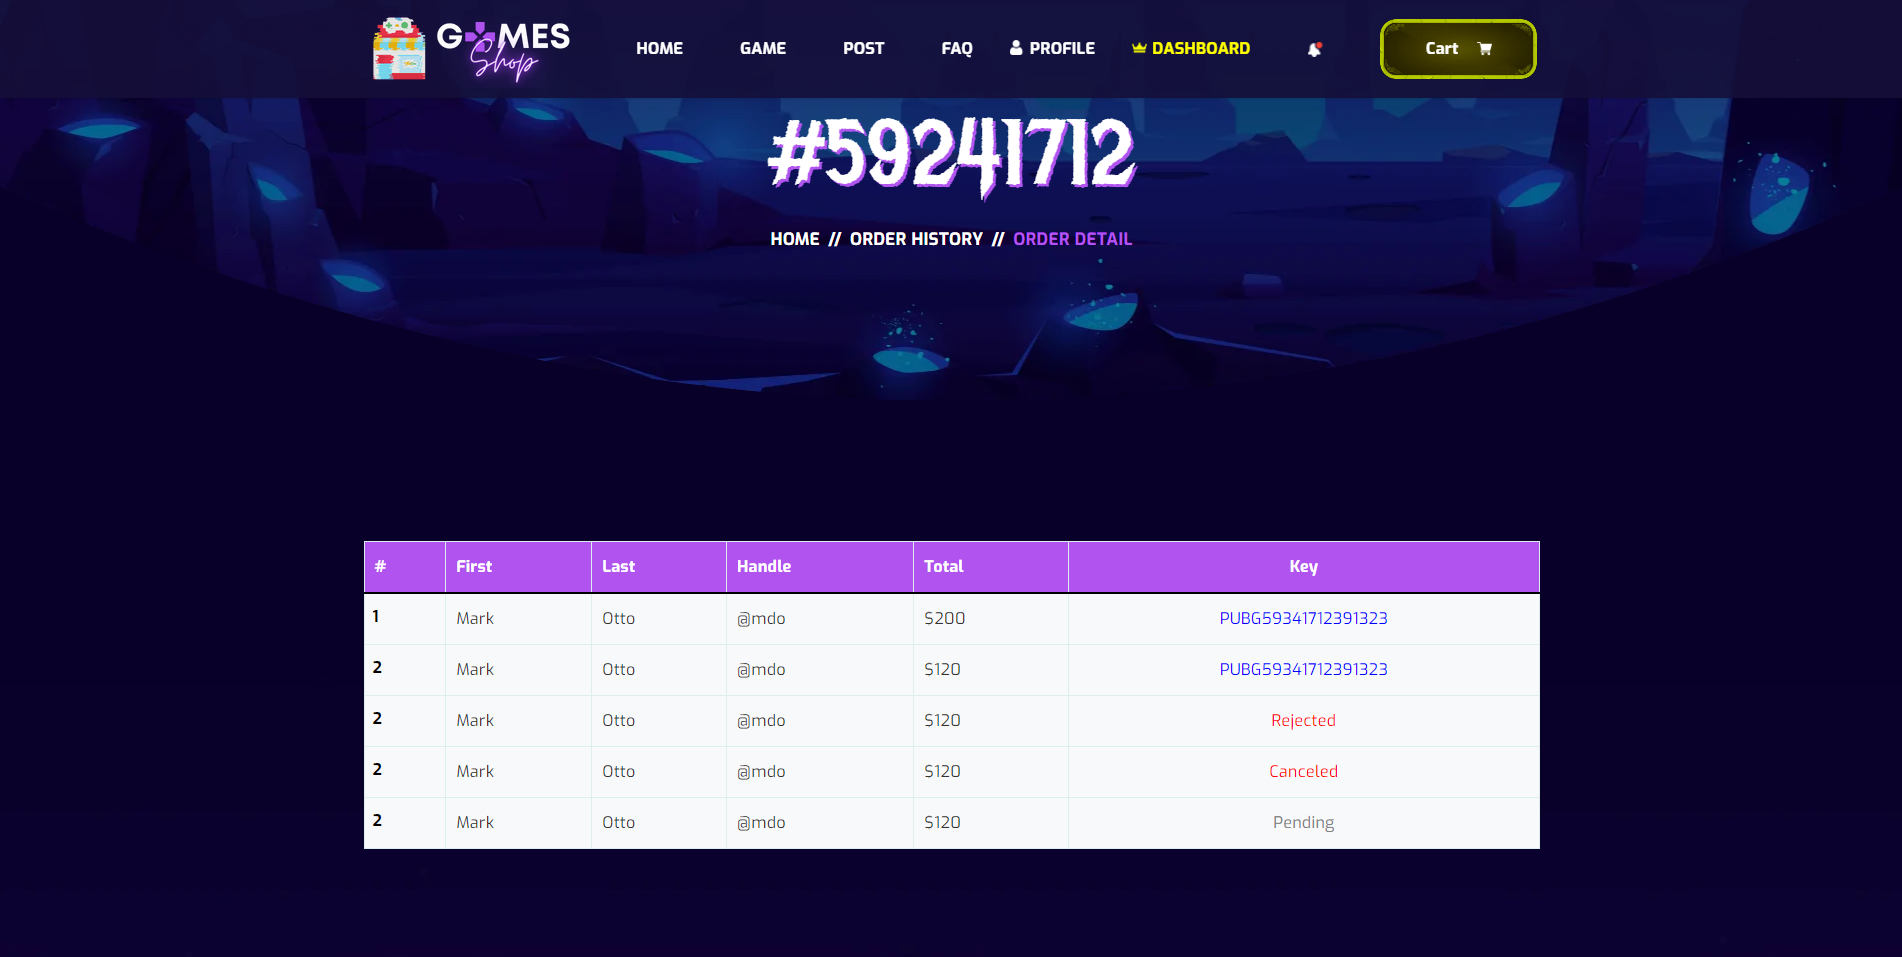 GAMES
Shop
HOME GAME POST FAQ PROFILE DASHBOARD Cart
#59241712
HOME // ORDER HISTORY // ORDER DETAIL
# First Last Handle Total Key
1 Mark Otto @mdo $200 PUBG59341712391323
2 Mark Otto @mdo $120 PUBG59341712391323
2 Mark Otto @mdo $120 Rejected
2 Mark Otto @mdo $120 Canceled
2 Mark Otto @mdo $120 Pending